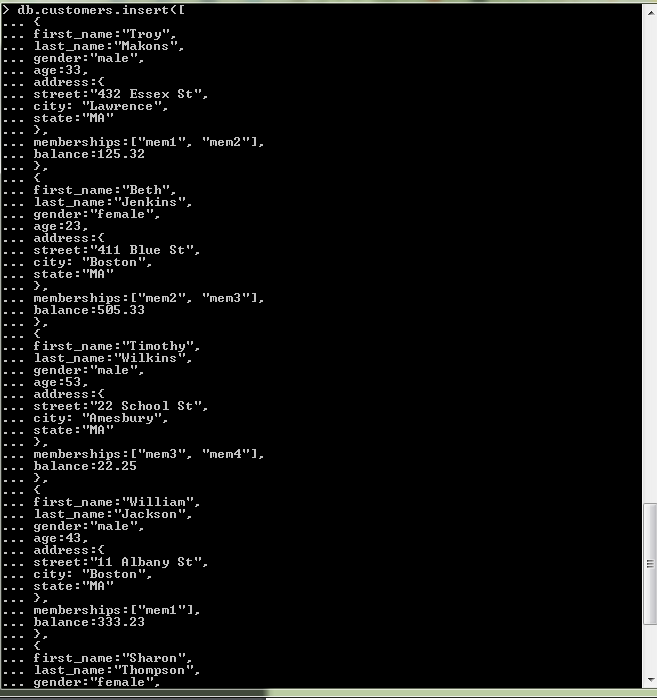 > db.customers.insert([
... {
... first_name:"Troy",
... last_name:"Makons",
... gender:"male",
... age:33,
... address:{
... street:"432 Essex St",
... city: "Lawrence",
... state:"MA"
... },
... memberships:["mem1", "mem2"],
... balance:125.32
... },
... {
... first_name:"Beth",
... last_name:"Jenkins",
... gender:"female",
... age:23,
... address:{
... street:"411 Blue St",
... city: "Boston",
... state:"MA"
... },
... memberships:["mem2", "mem3"],
... balance:505.33
... },
... {
... first_name:"Timothy",
... last_name:"Wilkins",
... gender:"male",
... age:53,
... address:{
... street:"22 School St",
... city: "Amesbury",
... state:"MA"
... },
... memberships:["mem3", "mem4"],
... balance:22.25
... },
... {
... first_name:"William",
... last_name:"Jackson",
... gender:"male",
... age:43,
... address:{
... street:"11 Albany St",
... city: "Boston",
... state:"MA"
... },
... memberships:["mem1"],
... balance:333.23
... },
... {
... first_name:"Sharon",
... last_name:"Thompson",
... gender:"female",